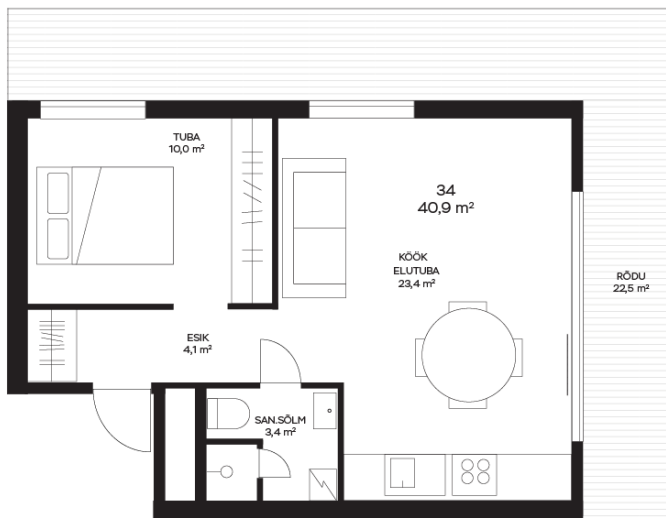 TUBA
10,0 m²
34
40,9 m²
KÖÖK
ELUTUBA
23,4 m²
RÕDU
22,5 m²
ESIK
4,1 m²
SAN.SÕLM
3,4 m²